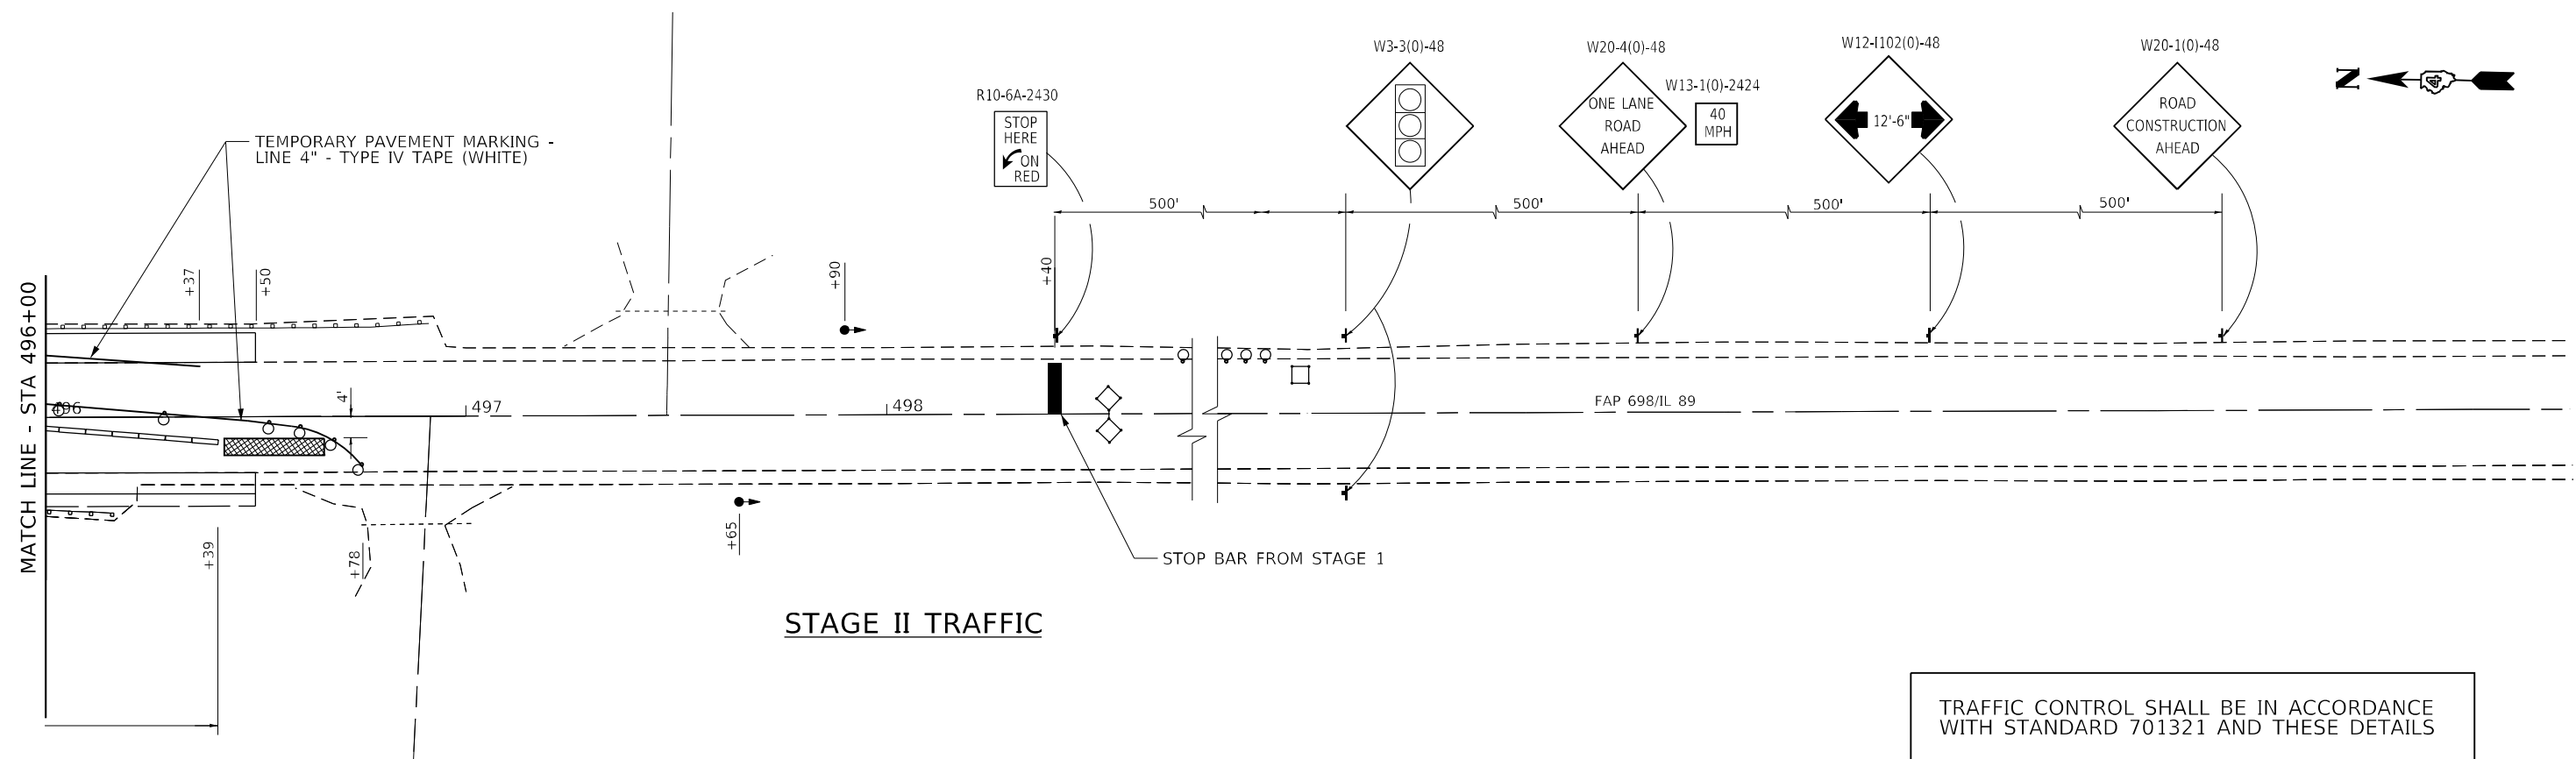 W3-3(0)-48
W20-4(0)-48
W12-I102(0)-48
W20-1(0)-48
R10-6A-2430
W13-1(0)-2424
N
4
STOP
HERE
ON
RED
ONE LANE
ROAD
AHEAD
40
MPH
12'-6"
ROAD
CONSTRUCTION
AHEAD
TEMPORARY PAVEMENT MARKING -
LINE 4" - TYPE IV TAPE (WHITE)
500'
500'
500'
500'
+37
+50
+90
+40
MATCH LINE - STA 496+00
496
4'
497
498
FAP 698/IL 89
+39
+78
+65
STOP BAR FROM STAGE 1
STAGE II TRAFFIC
TRAFFIC CONTROL SHALL BE IN ACCORDANCE
WITH STANDARD 701321 AND THESE DETAILS